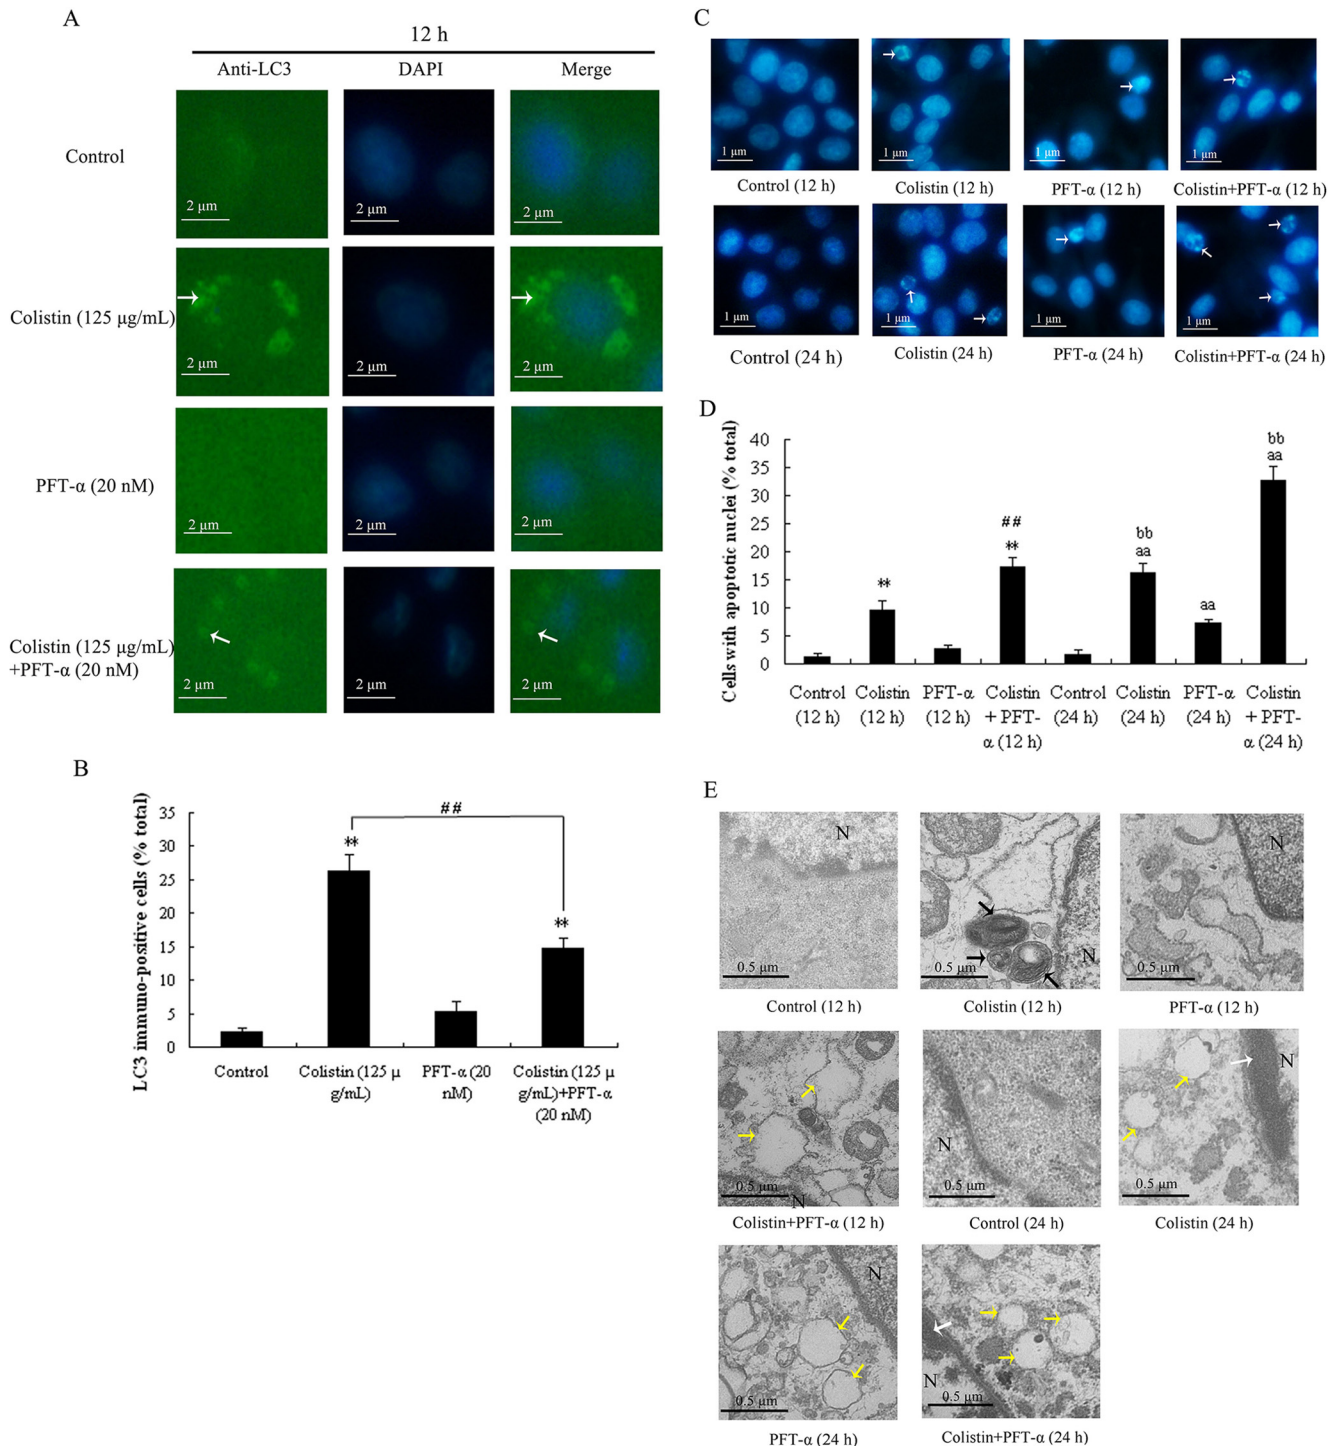 A
12 h
Anti-LC3
DAPI
Merge
Control
2 μm
2 μm
2 μm
Colistin (125 μg/mL)
2 μm
2 μm
2 μm
PFT-α (20 nM)
2 μm
2 μm
2 μm
Colistin (125 μg/mL)
+PFT-α (20 nM)
2 μm
2 μm
2 μm
B
LC3 immuno-positive cells (% total)
35
30
25
20
15
10
5
0
**
##
**
Control
Colistin (125 μ
g/mL)
PFT-α (20
nM)
Colistin (125 μ
g/mL)+PFT-α
(20 nM)
C
1 μm
1 μm
1 μm
1 μm
Control (12 h)
Colistin (12 h)
PFT-α (12 h)
Colistin+PFT-α (12 h)
1 μm
1 μm
1 μm
1 μm
Control (24 h)
Colistin (24 h)
PFT-α (24 h)
Colistin+PFT-α (24 h)
D
Cells with apoptotic nuclei (% total)
40
35
30
25
20
15
10
5
0
**
##
**
bb
aa
aa
bb
aa
Control
(12 h)
Colistin
(12 h)
PFT-α
(12 h)
Colistin
+ PFT-
α (12 h)
Control
(24 h)
Colistin
(24 h)
PFT-α
(24 h)
Colistin
+ PFT-
α (24 h)
E
N
0.5 μm
Control (12 h)
N
0.5 μm
Colistin (12 h)
N
0.5 μm
PFT-α (12 h)
N
0.5 μm
Colistin+PFT-α (12 h)
N
0.5 μm
Control (24 h)
N
0.5 μm
Colistin (24 h)
N
0.5 μm
PFT-α (24 h)
N
0.5 μm
Colistin+PFT-α (24 h)